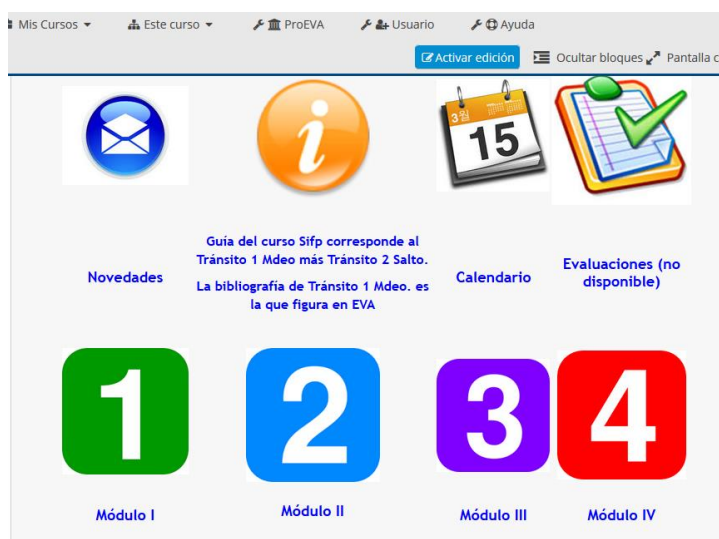 Mis Cursos
Este curso
ProEVA
Usuario
Ayuda
Activar edición
Ocultar bloques
Pantalla c
3월
15
Guía del curso Sifp corresponde al
Tránsito 1 Mdeo más Tránsito 2 Salto.
La bibliografía de Tránsito 1 Mdeo. es
la que figura en EVA
Novedades
Calendario
Evaluaciones (no
disponible)
1
2
3
4
Módulo I
Módulo II
Módulo III
Módulo IV